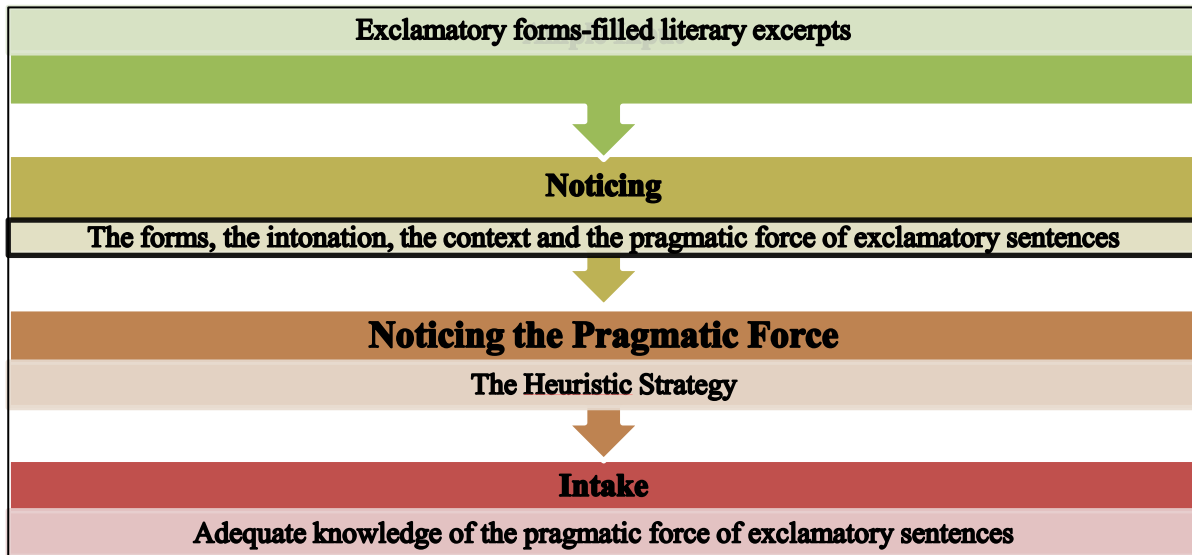 Exclamatory forms-filled literary excerpts
Noticing
The forms, the intonation, the context and the pragmatic force of exclamatory sentences
Noticing the Pragmatic Force
The Heuristic Strategy
Intake
Adequate knowledge of the pragmatic force of exclamatory sentences